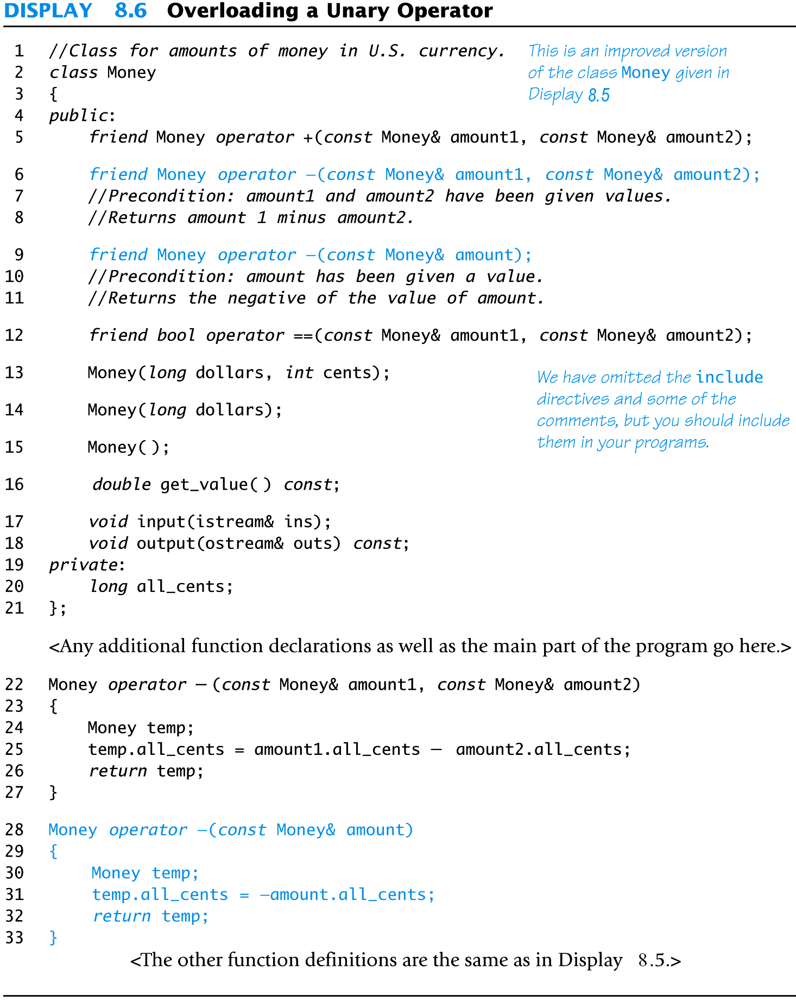 DISPLAY 8.6 Overloading a Unary Operator
1 //Class for amounts of money in U.S. currency.
2 class Money
3 {
4 public:
5 friend Money operator +(const Money& amount1, const Money& amount2);
This is an improved version
of the class Money given in
Display 8.5
6 friend Money operator –(const Money& amount1, const Money& amount2);
7 //Precondition: amount1 and amount2 have been given values.
8 //Returns amount 1 minus amount2.
9 friend Money operator –(const Money& amount);
10 //Precondition: amount has been given a value.
11 //Returns the negative of the value of amount.
12 friend bool operator ==(const Money& amount1, const Money& amount2);
13 Money(long dollars, int cents);
14 Money(long dollars);
15 Money( );
We have omitted the include
directives and some of the
comments, but you should include
them in your programs.
16 double get_value( ) const;
17 void input(istream& ins);
18 void output(ostream& outs) const;
19 private:
20 long all_cents;
21 };
<Any additional function declarations as well as the main part of the program go here.>
22 Money operator – (const Money& amount1, const Money& amount2)
23 {
24 Money temp;
25 temp.all_cents = amount1.all_cents – amount2.all_cents;
26 return temp;
27 }
28 Money operator –(const Money& amount)
29 {
30 Money temp;
31 temp.all_cents = –amount.all_cents;
32 return temp;
33 }
<The other function definitions are the same as in Display 8.5.>